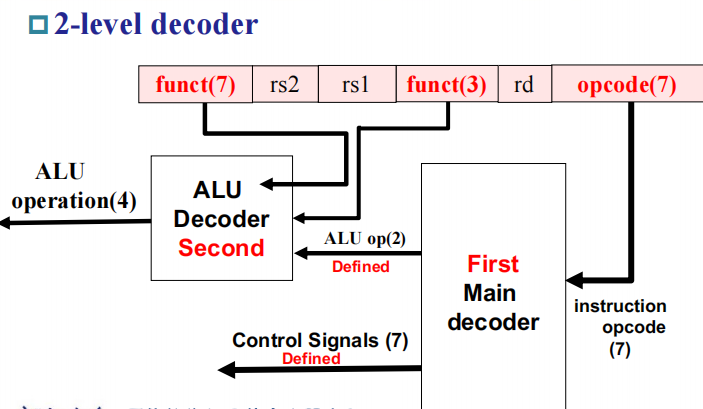 2-level decoder
funct(7) rs2 rs1 funct(3) rd opcode(7)
ALU
operation(4)
ALU
Decoder
Second
ALU op(2)
Defined
First
Main
decoder
instruction
opcode
(7)
Control Signals (7)
Defined